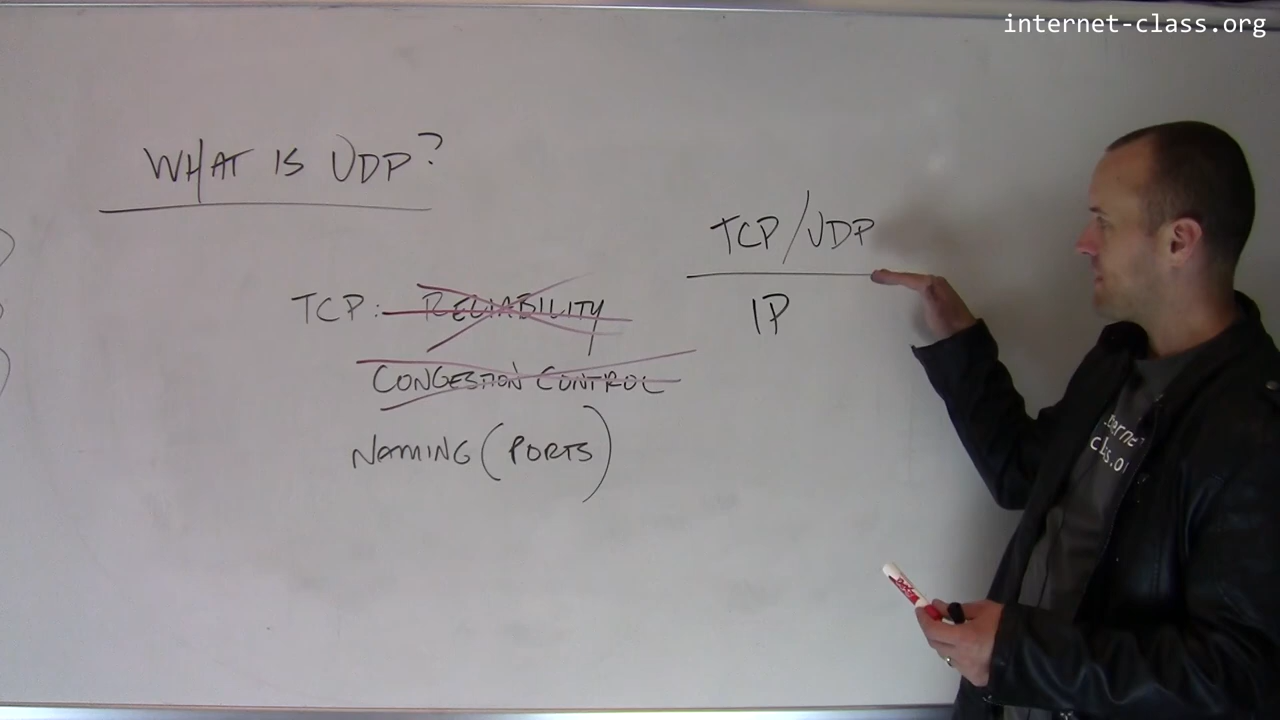 internet-class.org
WHAT IS UDP?
TCP/UDP
IP
TCP: RELIABILITY
CONGESTION CONTROL
NAMING (PORTS)